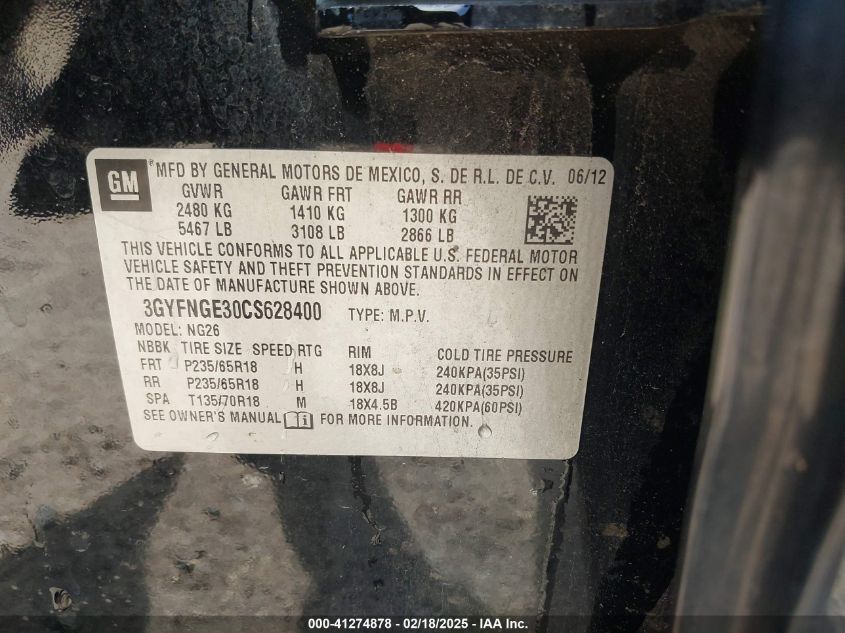 GM ® MFD BY GENERAL MOTORS DE MEXICO, S. DE R.L. DE C.V. 06/12
GVWR GAWR FRT GAWR RR
2480 KG 1410 KG 1300 KG
5467 LB 3108 LB 2866 LB
THIS VEHICLE CONFORMS TO ALL APPLICABLE U.S. FEDERAL MOTOR
VEHICLE SAFETY AND THEFT PREVENTION STANDARDS IN EFFECT ON
THE DATE OF MANUFACTURE SHOWN ABOVE.
3GYFNGE30CS628400 TYPE: M.P.V.
MODEL: NG26
NBBK TIRE SIZE SPEED RTG RIM COLD TIRE PRESSURE
FRT P235/65R18 H 18X8J 240KPA(35PSI)
RR P235/65R18 H 18X8J 240KPA(35PSI)
SPA T135/70R18 M 18X4.5B 420KPA(60PSI)
SEE OWNER'S MANUAL FOR MORE INFORMATION.
000-41274878 / 02/18/2025 - IAA Inc.